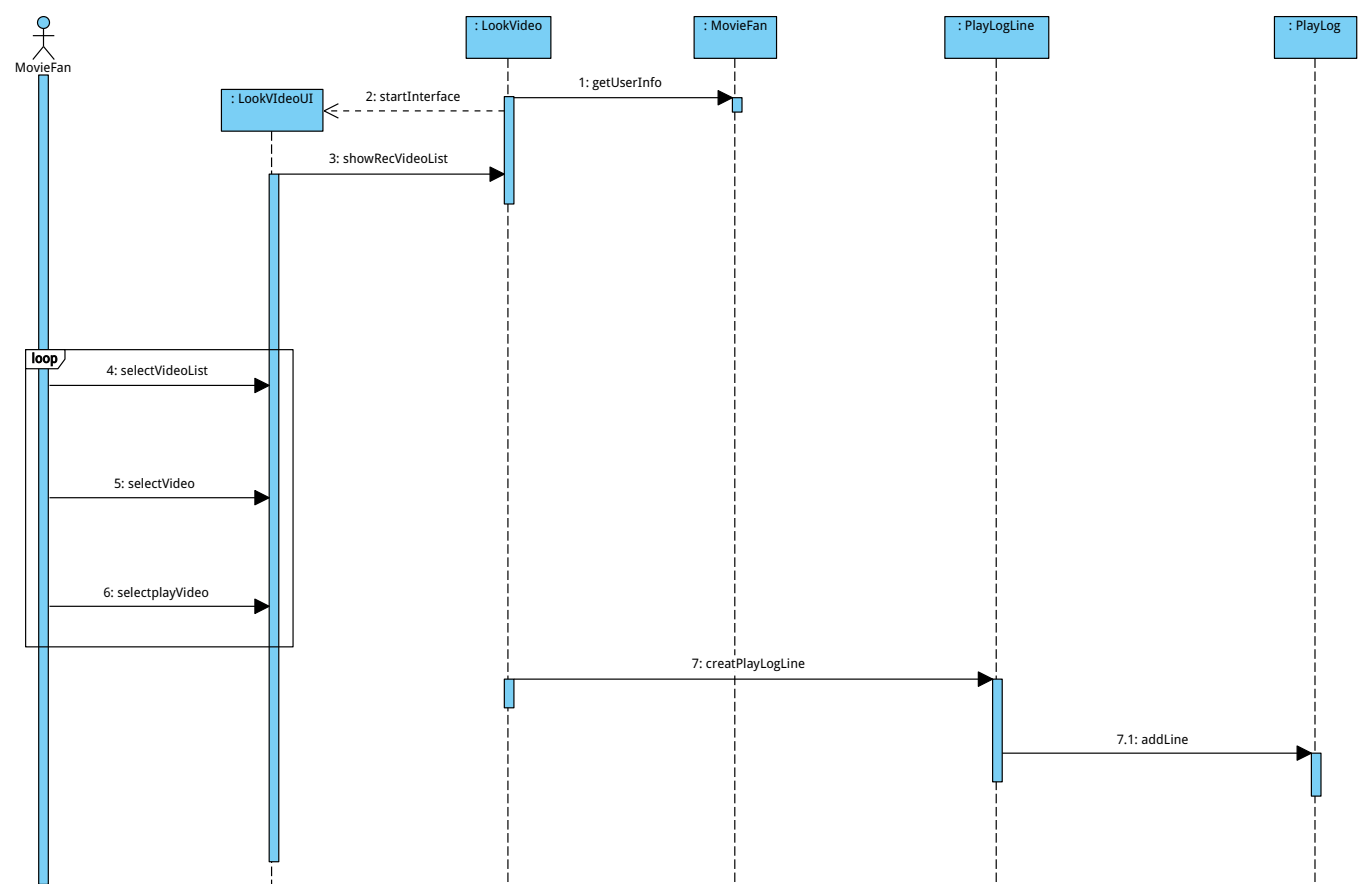 : LookVideo
: MovieFan
: PlayLogLine
: PlayLog
MovieFan
1: getUserInfo
: LookVIdeoUI
2: startInterface
3: showRecVideoList
loop
4: selectVideoList
5: selectVideo
6: selectplayVideo
7: creatPlayLogLine
7.1: addLine